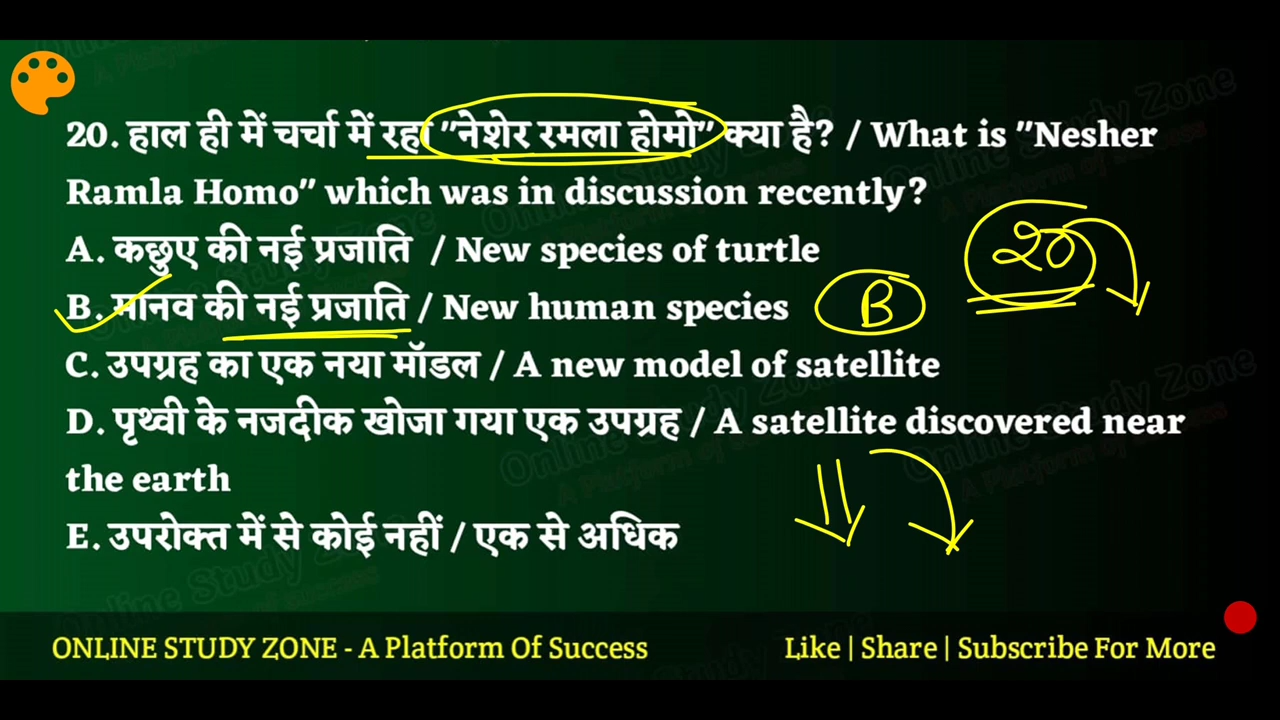 20. हाल ही में चर्चा में रहा "नेशेर रमला होमो" क्या है? / What is "Nesher
Ramla Homo" which was in discussion recently?
A. कछुए की नई प्रजाति / New species of turtle
B. मानव की नई प्रजाति / New human species
B
20
C. उपग्रह का एक नया मॉडल / A new model of satellite
D. पृथ्वी के नजदीक खोजा गया एक उपग्रह / A satellite discovered near
the earth
E. उपरोक्त में से कोई नहीं / एक से अधिक
ONLINE STUDY ZONE - A Platform Of Success
Like | Share | Subscribe For More